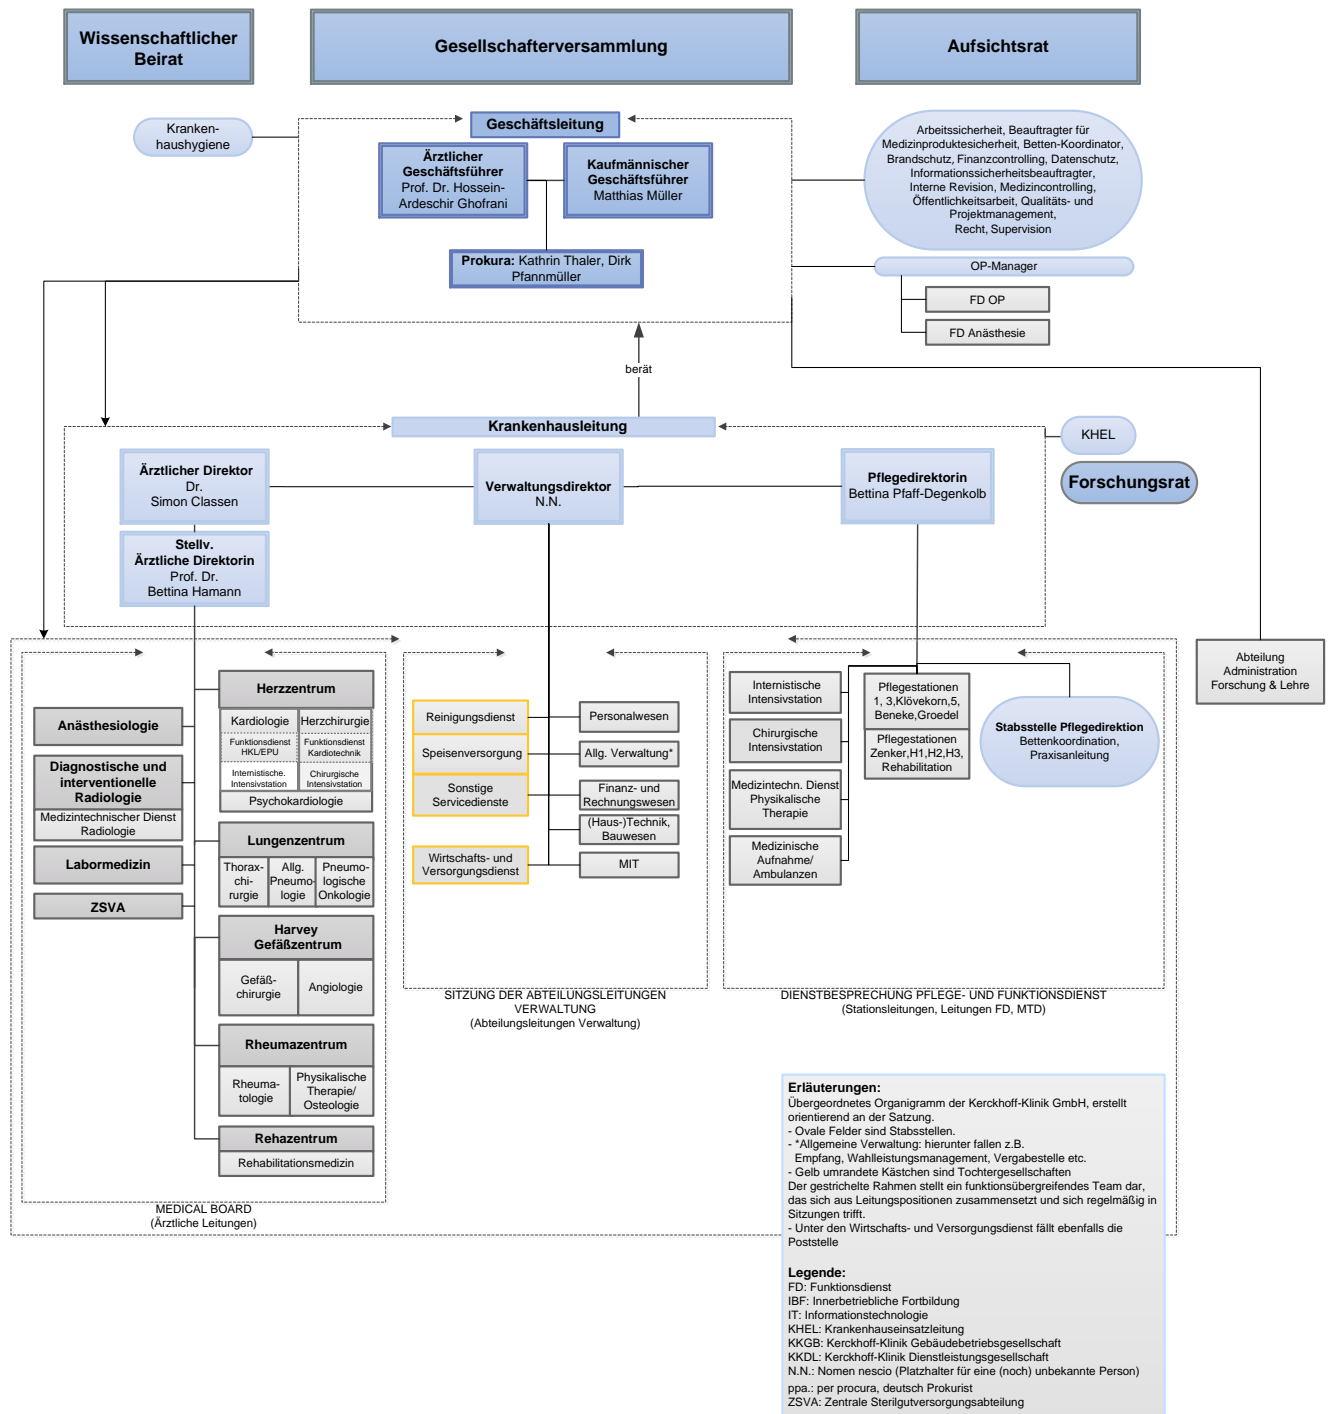 Wissenschaftlicher
Beirat
Gesellschafterversammlung
Aufsichtsrat
Kranken-
haushygiene
Geschäftsleitung
Ärztlicher
Geschäftsführer
Prof. Dr. Hossein-
Ardeschir Ghofrani
Kaufmännischer
Geschäftsführer
Matthias Müller
Prokura: Kathrin Thaler, Dirk
Pfannmüller
Arbeitssicherheit, Beauftragter für
Medizinproduktesicherheit, Betten-Koordinator,
Brandschutz, Finanzcontrolling, Datenschutz,
Informationssicherheitsbeauftragter,
Interne Revision, Medizincontrolling,
Öffentlichkeitsarbeit, Qualitäts- und
Projektmanagement,
Recht, Supervision
OP-Manager
FD OP
FD Anästhesie
berät
Krankenhausleitung
KHEL
Forschungsrat
Ärztlicher Direktor
Dr.
Simon Classen
Verwaltungsdirektor
N.N.
Pflegedirektorin
Bettina Pfaff-Degenkolb
Stellv.
Ärztliche Direktorin
Prof. Dr.
Bettina Hamann
Abteilung
Administration
Forschung & Lehre
Anästhesiologie
Diagnostische und
interventionelle
Radiologie
Medizintechnischer Dienst
Radiologie
Labormedizin
ZSVA
Herzzentrum
Kardiologie
Herzchirurgie
Funktionsdienst
HKL/EPU
Funktionsdienst
Kardiotechnik
Internistische.
Intensivstation
Chirurgische
Intensivstation
Psychokardiologie
Lungenzentrum
Thorax-
chi-
rurgie
Allg.
Pneumo-
logie
Pneumo-
logische
Onkologie
Harvey
Gefäßzentrum
Gefäß-
chirurgie
Angiologie
Rheumazentrum
Rheuma-
tologie
Physikalische
Therapie/
Osteologie
Rehazentrum
Rehabilitationsmedizin
MEDICAL BOARD
(Ärztliche Leitungen)
Reinigungsdienst
Speisenversorgung
Sonstige
Servicedienste
Wirtschafts- und
Versorgungsdienst
Personalwesen
Allg. Verwaltung*
Finanz- und
Rechnungswesen
(Haus-)Technik,
Bauwesen
MIT
SITZUNG DER ABTEILUNGSLEITUNGEN
VERWALTUNG
(Abteilungsleitungen Verwaltung)
Internistische
Intensivstation
Chirurgische
Intensivstation
Medizintechn. Dienst
Physikalische
Therapie
Medizinische
Aufnahme/
Ambulanzen
Pflegestationen
1, 3,Klövekorn,5,
Beneke,Groedel
Pflegestationen
Zenker,H1,H2,H3,
Rehabilitation
Stabsstelle Pflegedirektion
Bettenkoordination,
Praxisanleitung
DIENSTBESPRECHUNG PFLEGE- UND FUNKTIONSDIENST
(Stationsleitungen, Leitungen FD, MTD)
Erläuterungen:
Übergeordnetes Organigramm der Kerckhoff-Klinik GmbH, erstellt
orientierend an der Satzung.
- Ovale Felder sind Stabsstellen.
- *Allgemeine Verwaltung: hierunter fallen z.B.
Empfang, Wahlleistungsmanagement, Vergabestelle etc.
- Gelb umrandete Kästchen sind Tochtergesellschaften
Der gestrichelte Rahmen stellt ein funktionsübergreifendes Team dar,
das sich aus Leitungspositionen zusammensetzt und sich regelmäßig in
Sitzungen trifft.
- Unter den Wirtschafts- und Versorgungsdienst fällt ebenfalls die
Poststelle
Legende:
FD: Funktionsdienst
IBF: Innerbetriebliche Fortbildung
IT: Informationstechnologie
KHEL: Krankenhauseinsatzleitung
KKGB: Kerckhoff-Klinik Gebäudebetriebsgesellschaft
KKDL: Kerckhoff-Klinik Dienstleistungsgesellschaft
N.N.: Nomen nescio (Platzhalter für eine (noch) unbekannte Person)
ppa.: per procura, deutsch Prokurist
ZSVA: Zentrale Sterilgutversorgungsabteilung